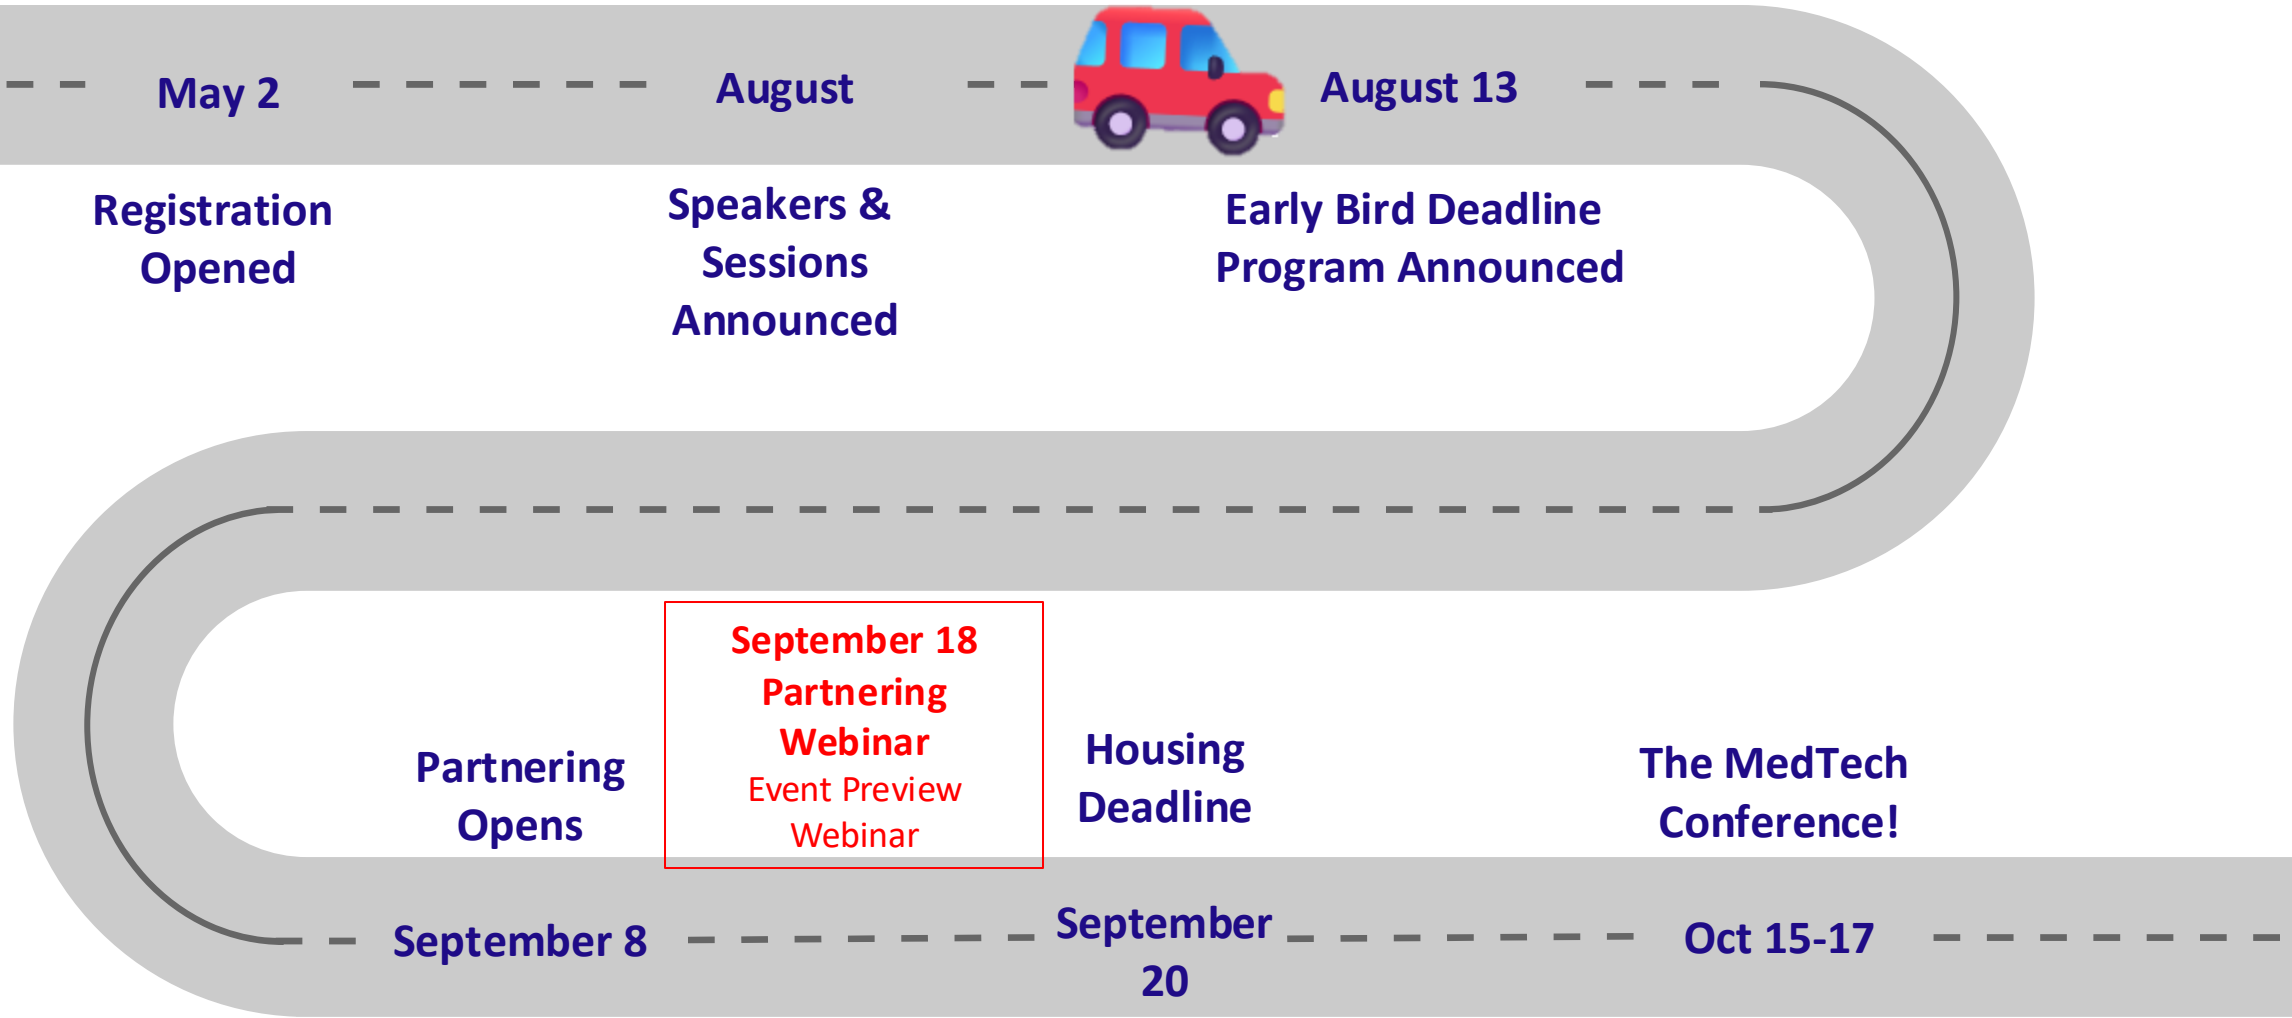 May 2
August
August 13
Registration
Opened
Speakers &
Sessions
Announced
Early Bird Deadline
Program Announced
September 18
Partnering
Webinar
Event Preview
Webinar
Partnering
Opens
Housing
Deadline
The MedTech
Conference!
September 8
September
20
Oct 15-17